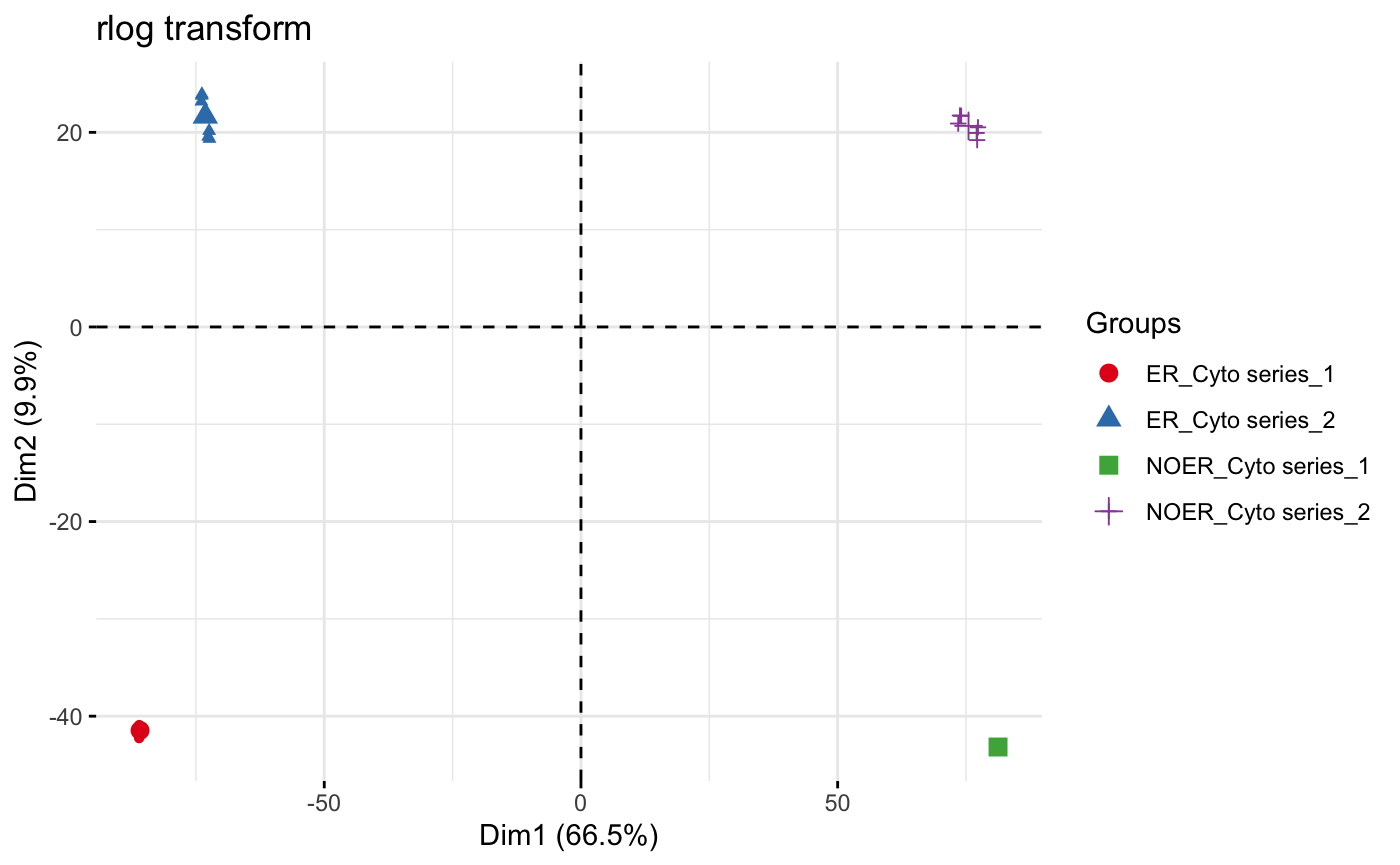 rlog transform
Dim2 (9.9%)
20
0
-20
-40
-50
0
50
Dim1 (66.5%)
Groups
ER_Cyto series_1
ER_Cyto series_2
NOER_Cyto series_1
NOER_Cyto series_2